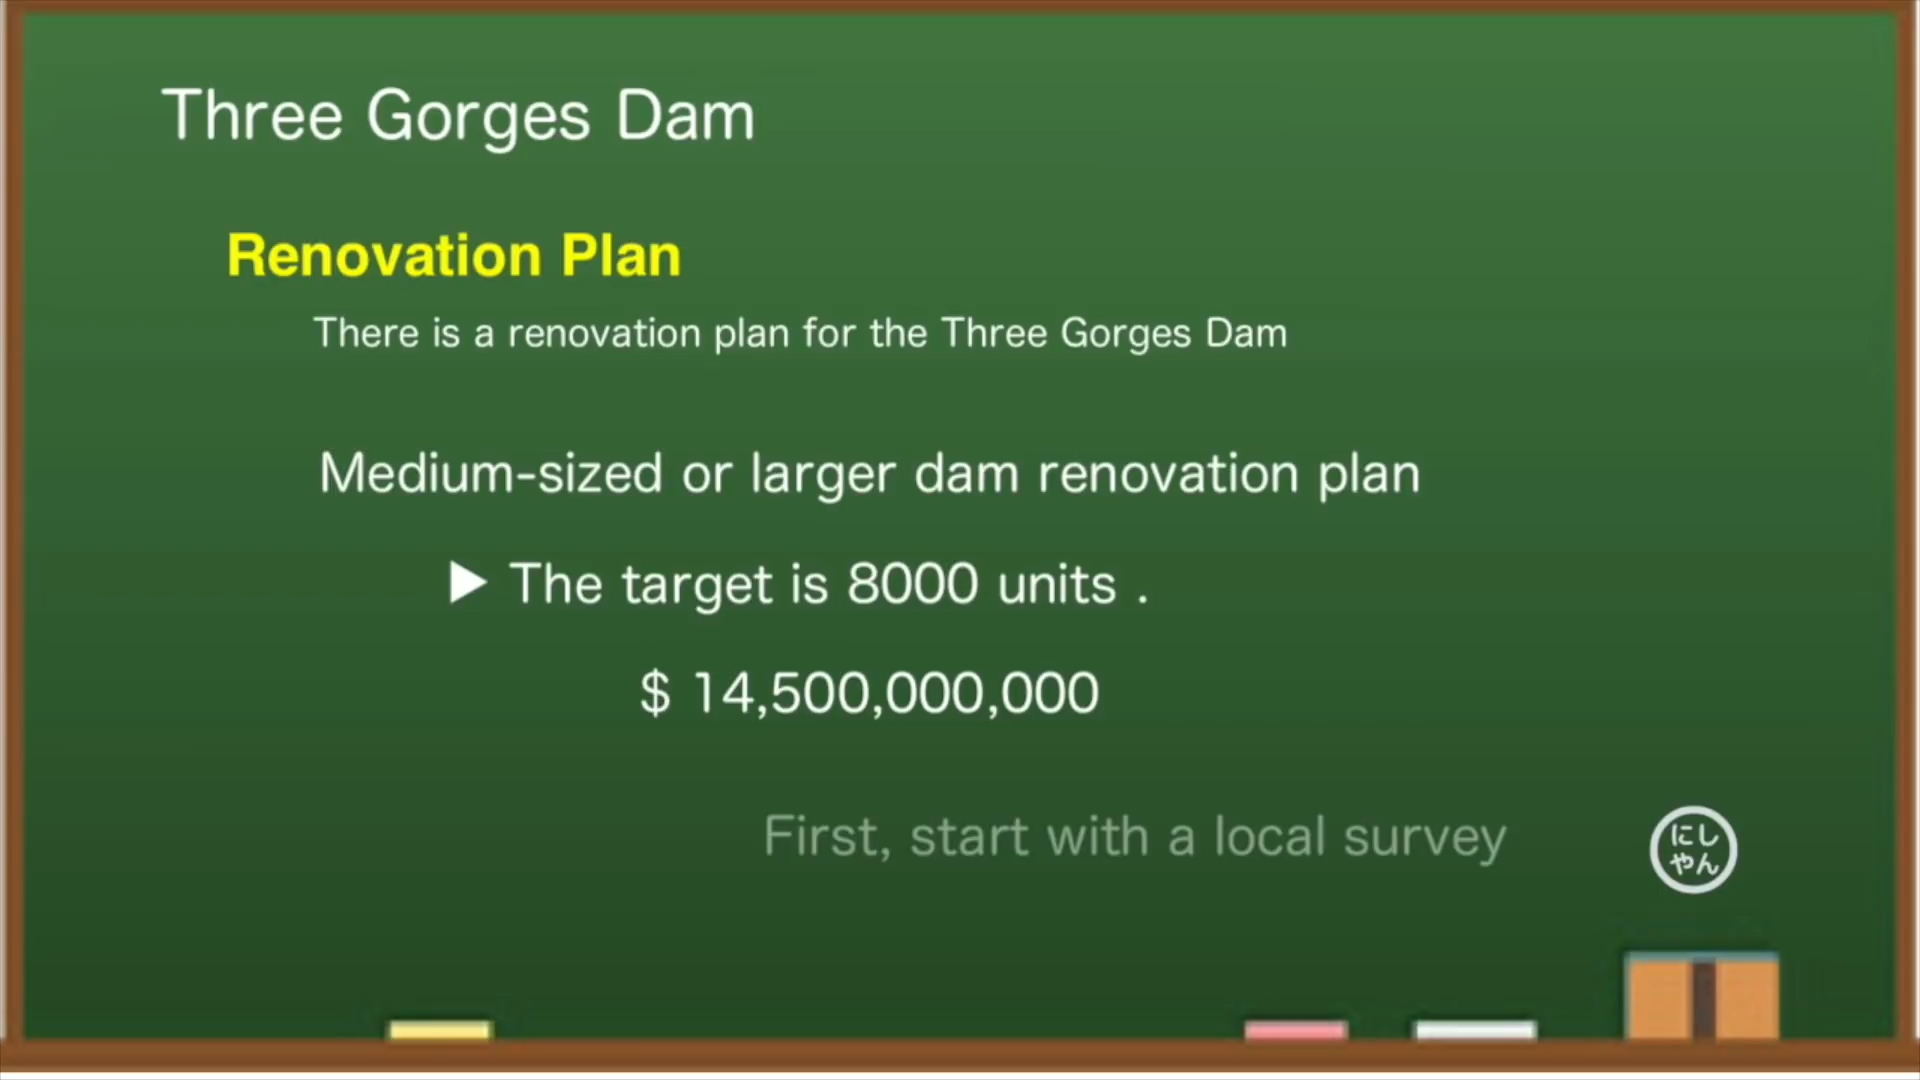 Three Gorges Dam
Renovation Plan
There is a renovation plan for the Three Gorges Dam
Medium-sized or larger dam renovation plan
▶ The target is 8000 units .
$ 14,500,000,000
First, start with a local survey
にし
やん